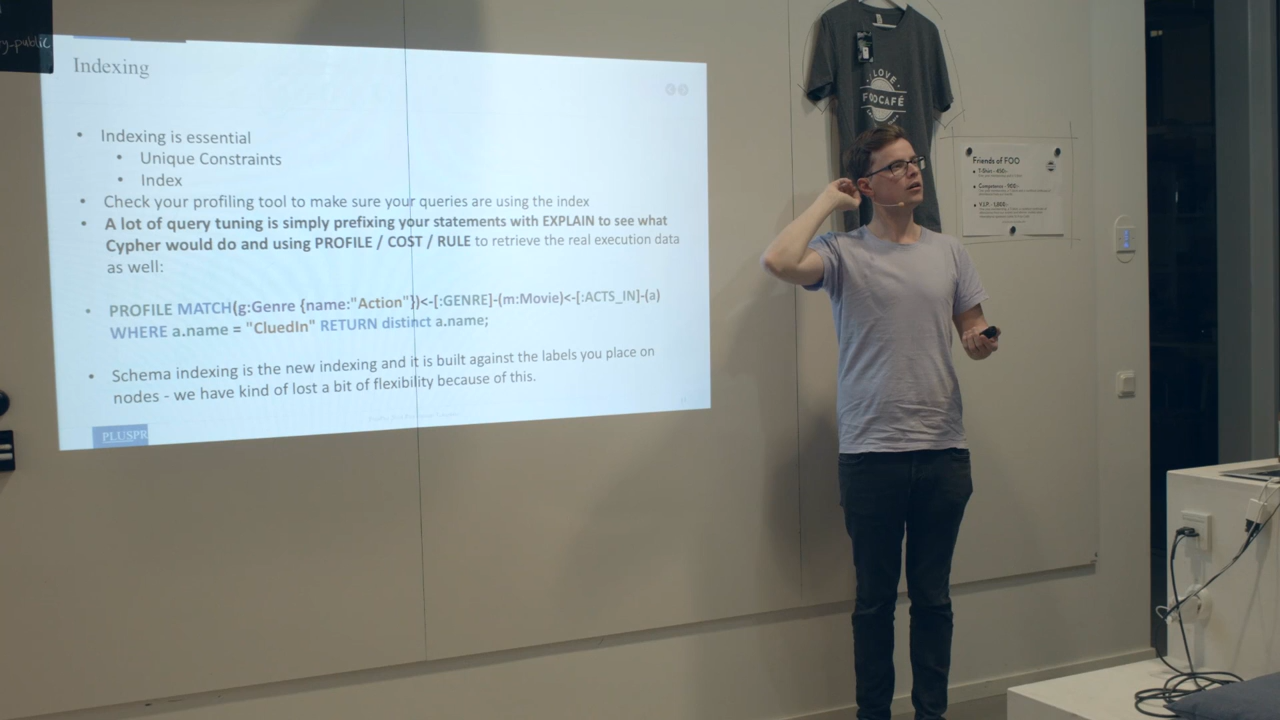 y_public
Indexing
• Indexing is essential
• Unique Constraints
• Index
• Check your profiling tool to make sure your queries are using the index
• A lot of query tuning is simply prefixing your statements with EXPLAIN to see what
Cypher would do and using PROFILE / COST / RULE to retrieve the real execution data
as well:
• PROFILE MATCH(g:Genre {name:"Action"})<-[:GENRE]-(m:Movie)<-[:ACTS_IN]-(a)
WHERE a.name = "CluedIn" RETURN distinct a.name;
• Schema indexing is the new indexing and it is built against the labels you place on
nodes - we have kind of lost a bit of flexibility because of this.
PLUSPR
I LOVE
FOOCAFÉ
Friends of FOO